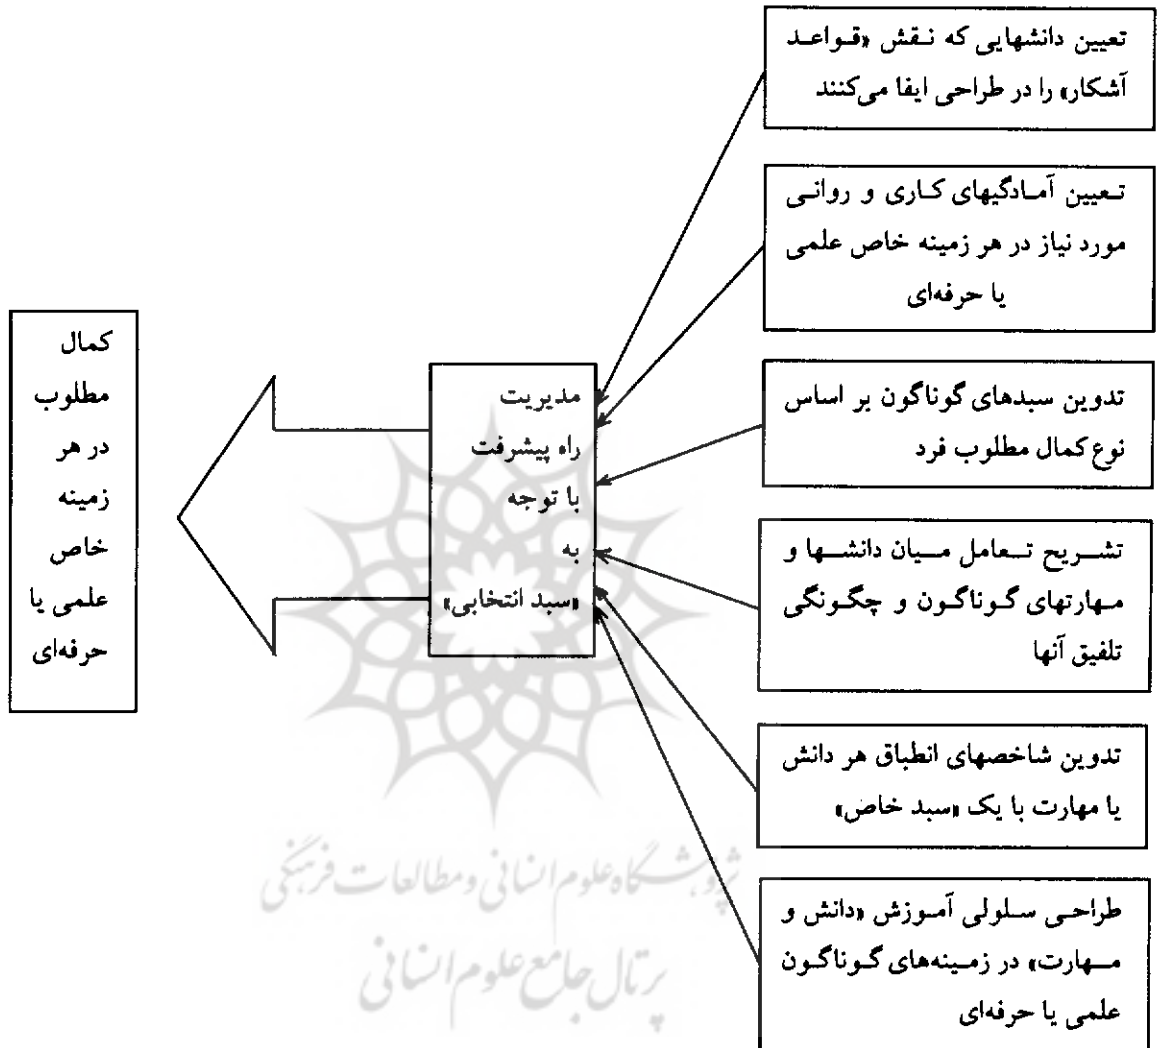 تعیین دانشهایی که نقش «قواعد
آشکار» را در طراحی ایفا می‌کنند
تعیین آمادگیهای کاری و روانی
مورد نیاز در هر زمینه خاص علمی
یا حرفه‌ای
تدوین سبدهای گوناگون بر اساس
نوع کمال مطلوب فرد
تشریح تعامل میان دانشها و
مهارتهای گوناگون و چگونگی
تلفیق آنها
تدوین شاخصهای انطباق هر دانش
یا مهارت با یک «سبد خاص»
طراحی سلولی آموزش «دانش و
مهارت» در زمینه‌های گوناگون
علمی یا حرفه‌ای
مدیریت
راه پیشرفت
با توجه
به
«سبد انتخابی»
کمال
مطلوب
در هر
زمینه
خاص
علمی یا
حرفه‌ای
پژوهشگاه علوم انسانی و مطالعات فرهنگی
پرتال جامع علوم انسانی